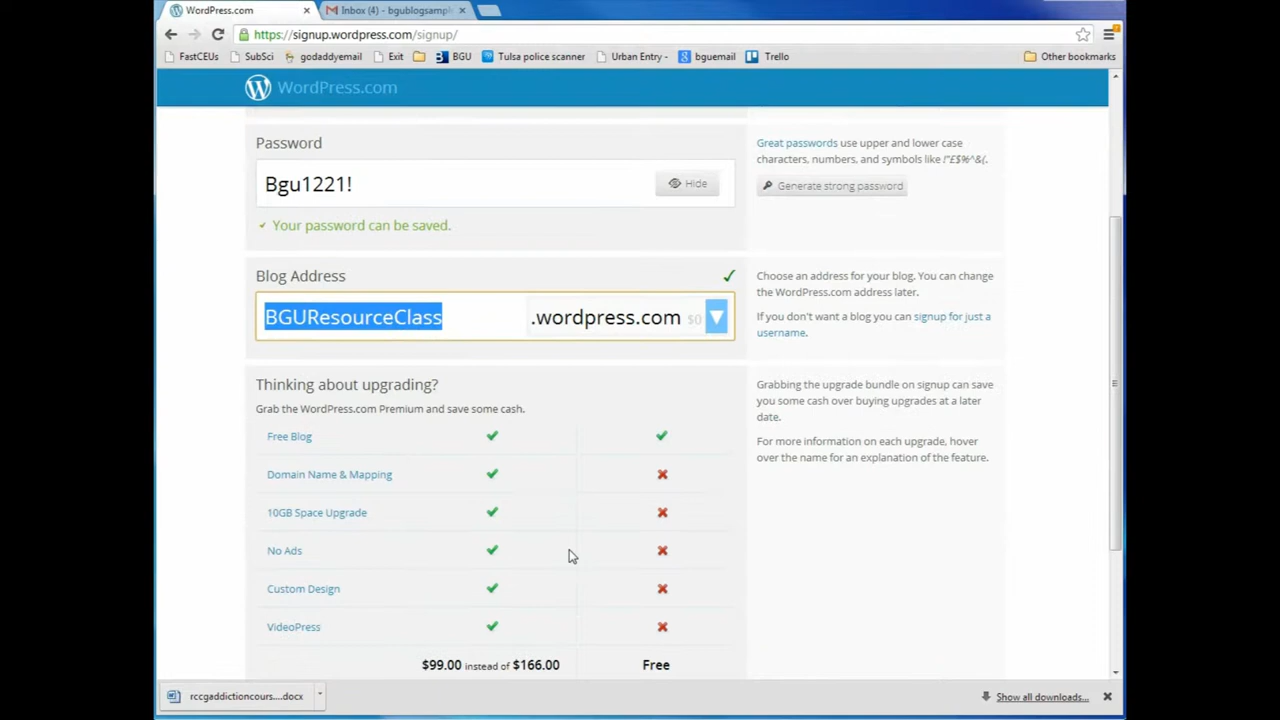 WordPress.com
Inbox (4) - bgublogsampl
https://signup.wordpress.com/signup/
FastCEUs
SubSci
godaddyemail
Exit
BGU
Tulsa police scanner
Urban Entry -
bguemail
Trello
Other bookmarks
WordPress.com
Password
Bgu1221!
Hide
Your password can be saved.
Great passwords use upper and lower case
characters, numbers, and symbols like !"£$%^&(.
Generate strong password
Blog Address
BGUResourceClass
.wordpress.com $0
Choose an address for your blog. You can change
the WordPress.com address later.
If you don't want a blog you can signup for just a
username.
Thinking about upgrading?
Grab the WordPress.com Premium and save some cash.
Free Blog
Domain Name & Mapping
10GB Space Upgrade
No Ads
Custom Design
VideoPress
$99.00 instead of $166.00
Free
Grabbing the upgrade bundle on signup can save
you some cash over buying upgrades at a later
date.
For more information on each upgrade, hover
over the name for an explanation of the feature.
rccgaddictioncours....docx
Show all downloads...